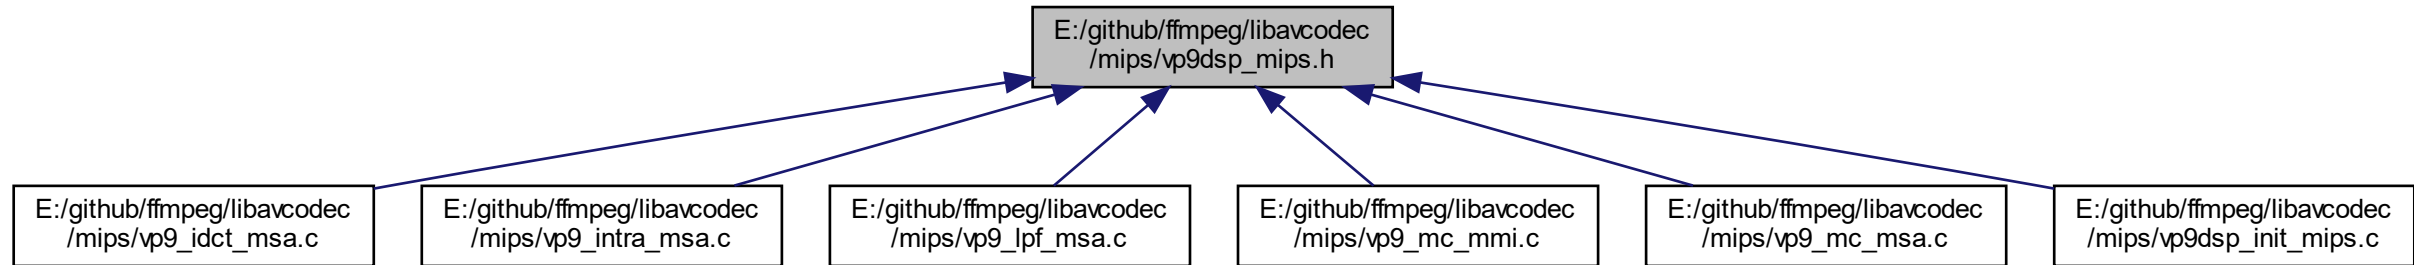 E:/github/ffmpeg/libavcodec
/mips/vp9dsp_mips.h
E:/github/ffmpeg/libavcodec
/mips/vp9_idct_msa.c
E:/github/ffmpeg/libavcodec
/mips/vp9_intra_msa.c
E:/github/ffmpeg/libavcodec
/mips/vp9_lpf_msa.c
E:/github/ffmpeg/libavcodec
/mips/vp9_mc_mmi.c
E:/github/ffmpeg/libavcodec
/mips/vp9_mc_msa.c
E:/github/ffmpeg/libavcodec
/mips/vp9dsp_init_mips.c